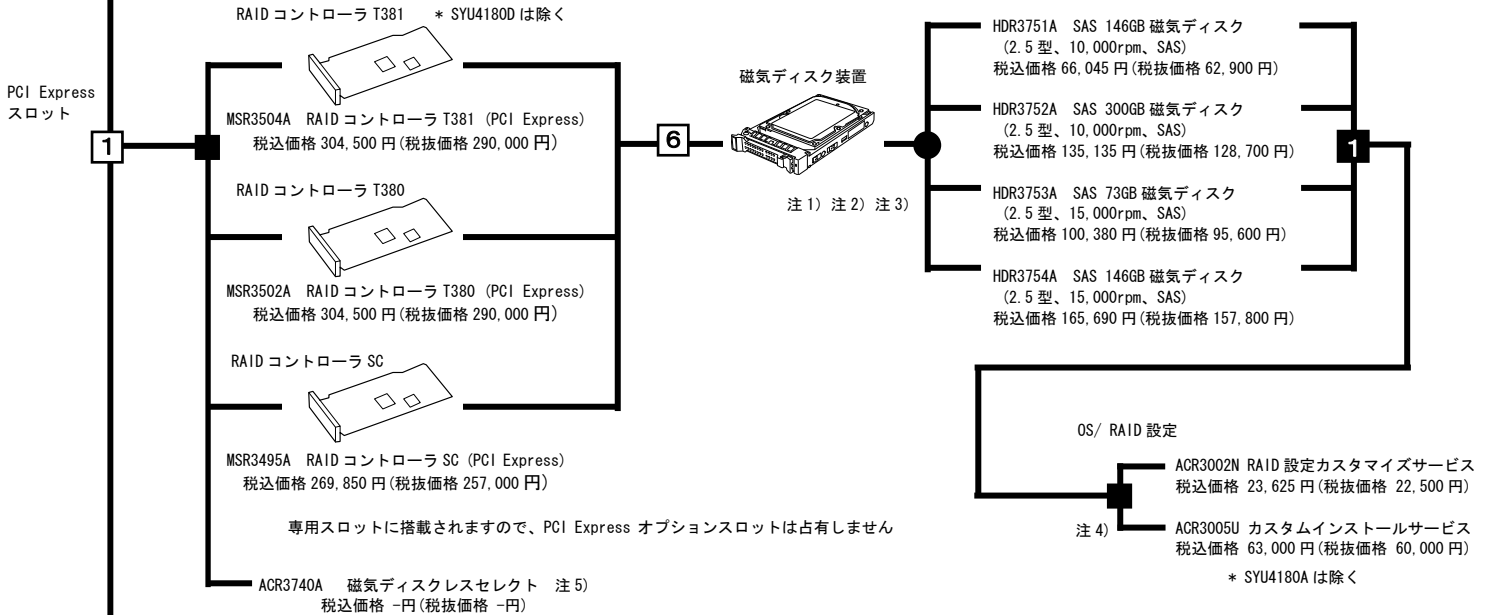 PCI Express
スロット
1
RAID コントローラ T381　* SYU4180D は除く
MSR3504A　RAID コントローラ T381 (PCI Express)
税込価格 304,500 円(税抜価格 290,000 円)
RAID コントローラ T380
MSR3502A　RAID コントローラ T380 (PCI Express)
税込価格 304,500 円(税抜価格 290,000 円)
RAID コントローラ SC
MSR3495A　RAID コントローラ SC (PCI Express)
税込価格 269,850 円(税抜価格 257,000 円)
専用スロットに搭載されますので、PCI Express オプションスロットは占有しません
ACR3740A　磁気ディスクレスセレクト　注 5)
税込価格 -円(税抜価格 -円)
6
磁気ディスク装置
注 1) 注 2) 注 3)
HDR3751A　SAS 146GB 磁気ディスク
(2.5 型、10,000rpm、SAS)
税込価格 66,045 円(税抜価格 62,900 円)
HDR3752A　SAS 300GB 磁気ディスク
(2.5 型、10,000rpm、SAS)
税込価格 135,135 円(税抜価格 128,700 円)
HDR3753A　SAS 73GB 磁気ディスク
(2.5 型、15,000rpm、SAS)
税込価格 100,380 円(税抜価格 95,600 円)
HDR3754A　SAS 146GB 磁気ディスク
(2.5 型、15,000rpm、SAS)
税込価格 165,690 円(税抜価格 157,800 円)
1
OS/ RAID 設定
ACR3002N RAID 設定カスタマイズサービス
税込価格 23,625 円(税抜価格 22,500 円)
注 4)
ACR3005U カスタムインストールサービス
税込価格 63,000 円(税抜価格 60,000 円)
* SYU4180A は除く